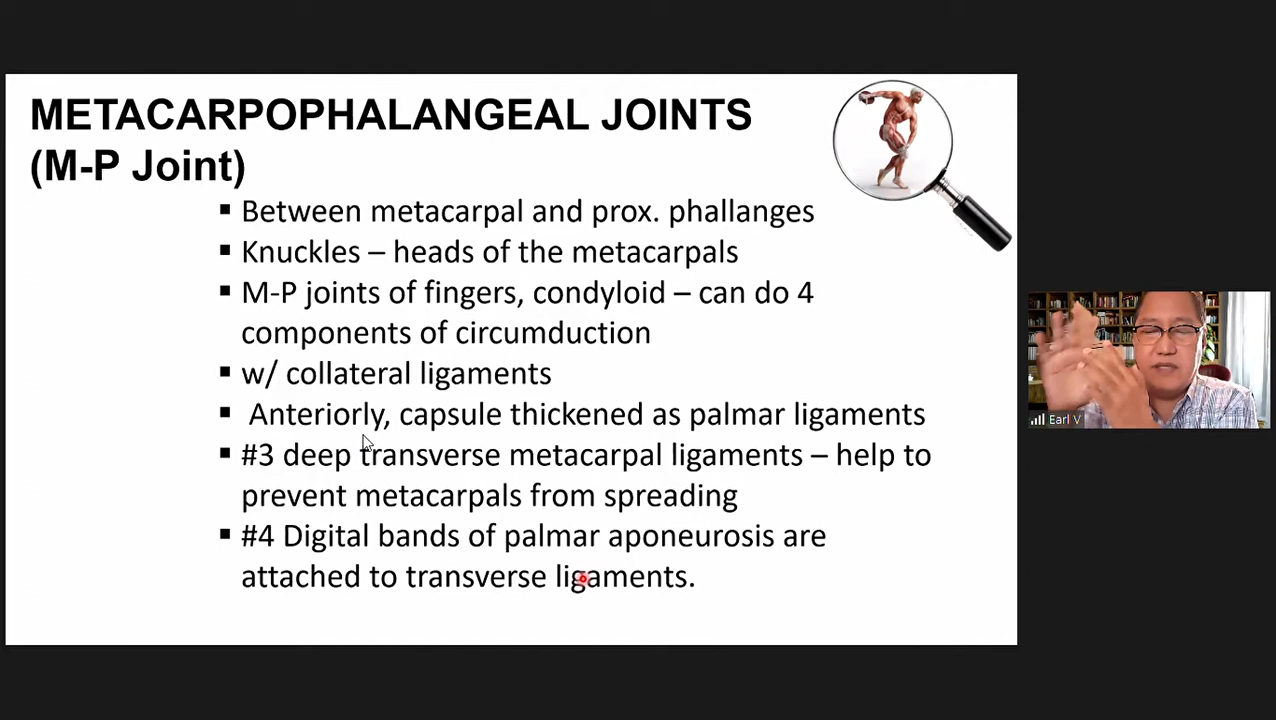 METACARPOPHALANGEAL JOINTS
(M-P Joint)
▪ Between metacarpal and prox. phallanges
▪ Knuckles – heads of the metacarpals
▪ M-P joints of fingers, condyloid – can do 4
components of circumduction
▪ w/ collateral ligaments
▪ Anteriorly, capsule thickened as palmar ligaments
▪ #3 deep transverse metacarpal ligaments – help to
prevent metacarpals from spreading
▪ #4 Digital bands of palmar aponeurosis are
attached to transverse ligaments.
Earl V